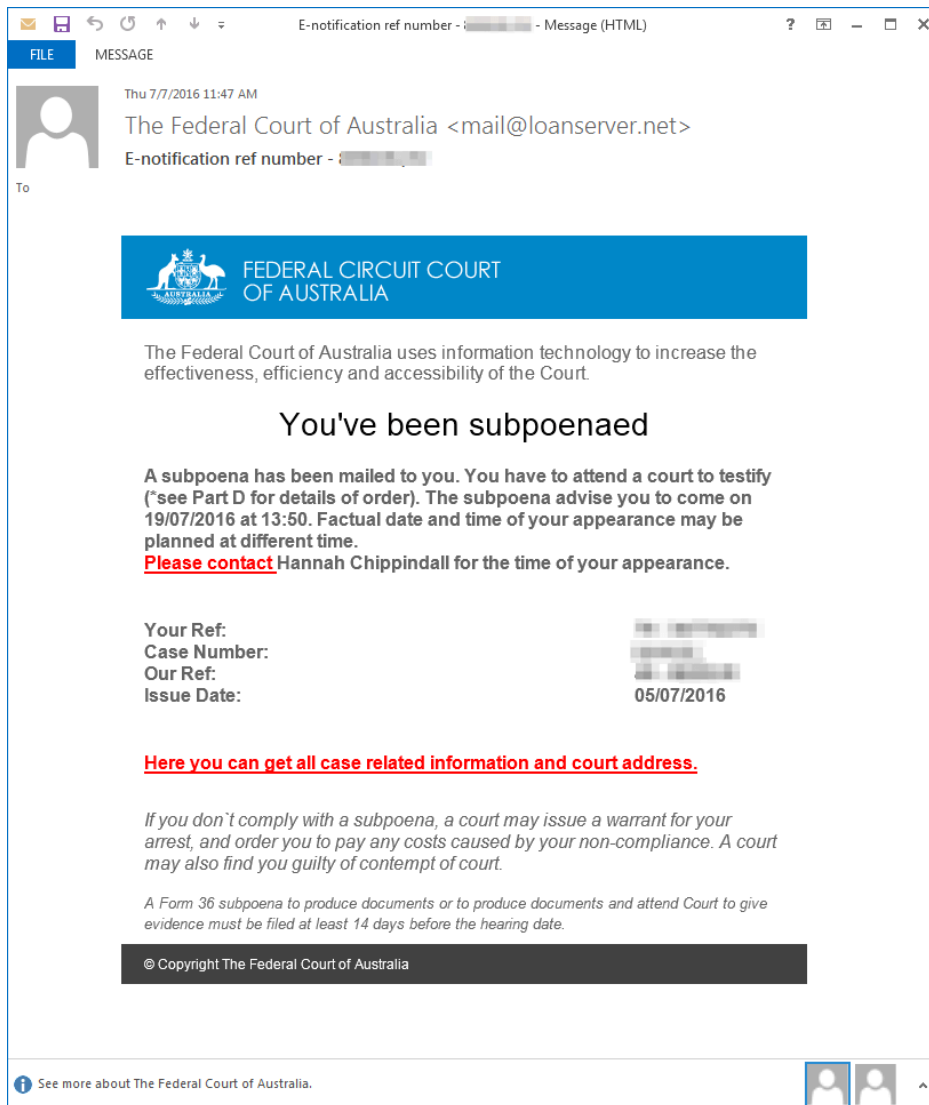 E-notification ref number - - Message (HTML)
?
FILE MESSAGE
Thu 7/7/2016 11:47 AM
The Federal Court of Australia <mail@loanserver.net>
E-notification ref number -
To
AUSTRALIA
FEDERAL CIRCUIT COURT
OF AUSTRALIA
The Federal Court of Australia uses information technology to increase the
effectiveness, efficiency and accessibility of the Court.
You've been subpoenaed
A subpoena has been mailed to you. You have to attend a court to testify
(*see Part D for details of order). The subpoena advise you to come on
19/07/2016 at 13:50. Factual date and time of your appearance may be
planned at different time.
Please contact Hannah Chippindall for the time of your appearance.
Your Ref:
Case Number:
Our Ref:
Issue Date: 05/07/2016
Here you can get all case related information and court address.
If you don`t comply with a subpoena, a court may issue a warrant for your
arrest, and order you to pay any costs caused by your non-compliance. A court
may also find you guilty of contempt of court.
A Form 36 subpoena to produce documents or to produce documents and attend Court to give
evidence must be filed at least 14 days before the hearing date.
© Copyright The Federal Court of Australia
See more about The Federal Court of Australia.